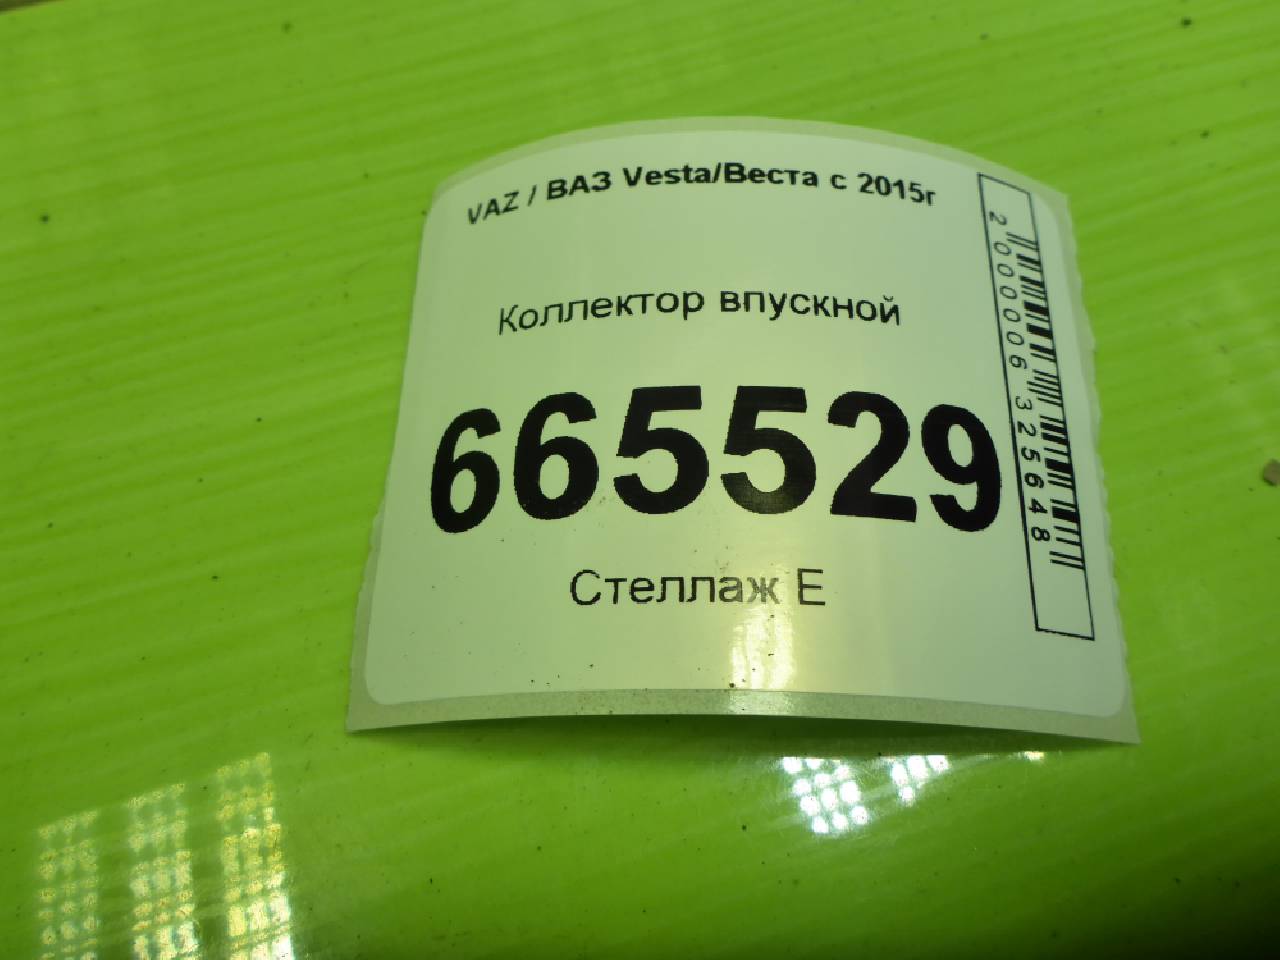 VAZ / ВАЗ Vesta/Веста с 2015г
Коллектор впускной
665529
Стеллаж Е
2000006325648